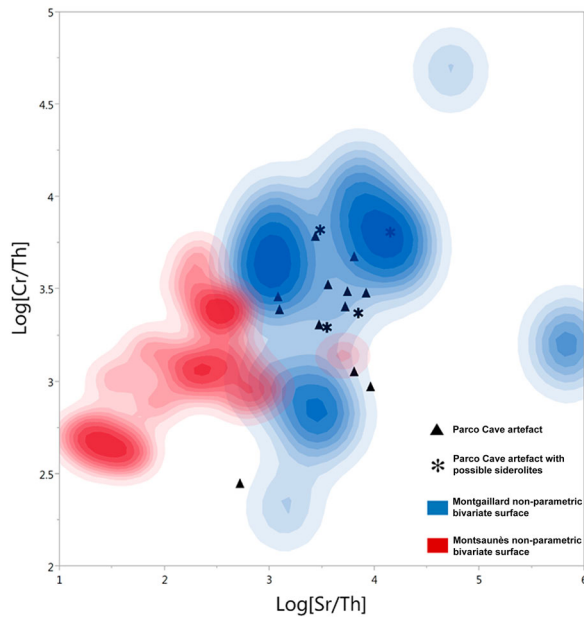 5
4.5
4
3.5
3
2.5
2
Log[Cr/Th]
1
2
3
4
5
6
Log[Sr/Th]
Parco Cave artefact
Parco Cave artefact with
possible siderolites
Montgaillard non-parametric
bivariate surface
Montsaunès non-parametric
bivariate surface